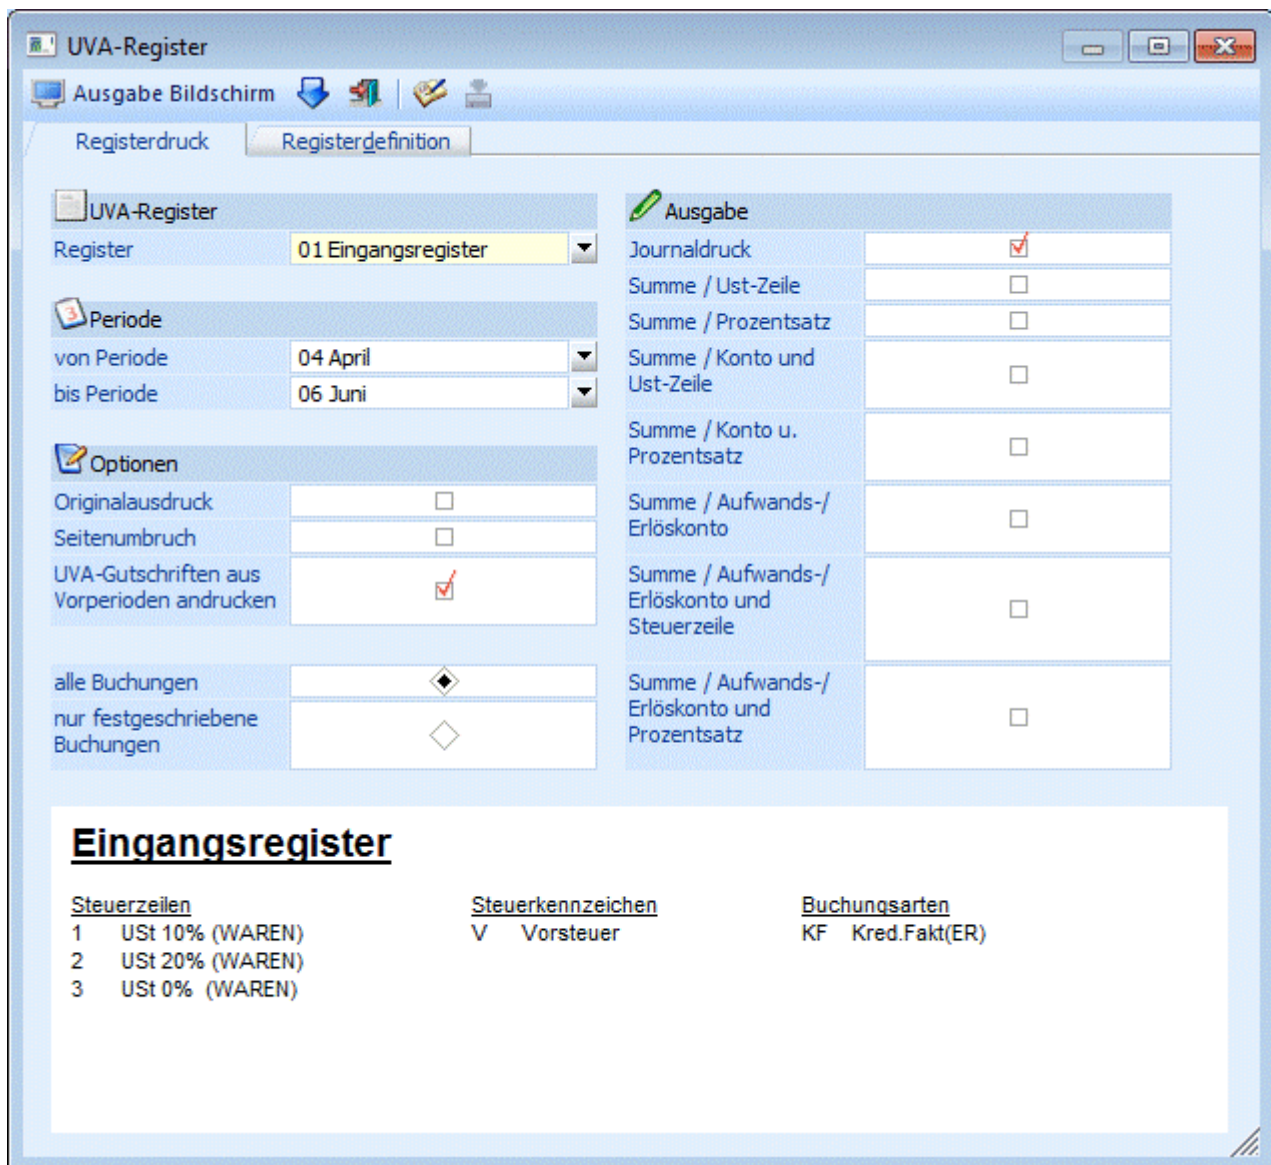 UVA-Register
Ausgabe Bildschirm
Registerdruck
Registerdefinition
UVA-Register
Register
01 Eingangsregister
3
Periode
von Periode
04 April
bis Periode
06 Juni
Optionen
Originalausdruck
Seitenumbruch
UVA-Gutschriften aus
Vorperioden andrucken
alle Buchungen
nur festgeschriebene
Buchungen
Ausgabe
Journaldruck
Summe / Ust-Zeile
Summe / Prozentsatz
Summe / Konto und
Ust-Zeile
Summe / Konto u.
Prozentsatz
Summe / Aufwands-/
Erlöskonto
Summe / Aufwands-/
Erlöskonto und
Steuerzeile
Summe / Aufwands-/
Erlöskonto und
Prozentsatz
Eingangsregister
Steuerzeilen
1 USt 10% (WAREN)
2 USt 20% (WAREN)
3 USt 0% (WAREN)
Steuerkennzeichen
V Vorsteuer
Buchungsarten
KF Kred.Fakt(ER)